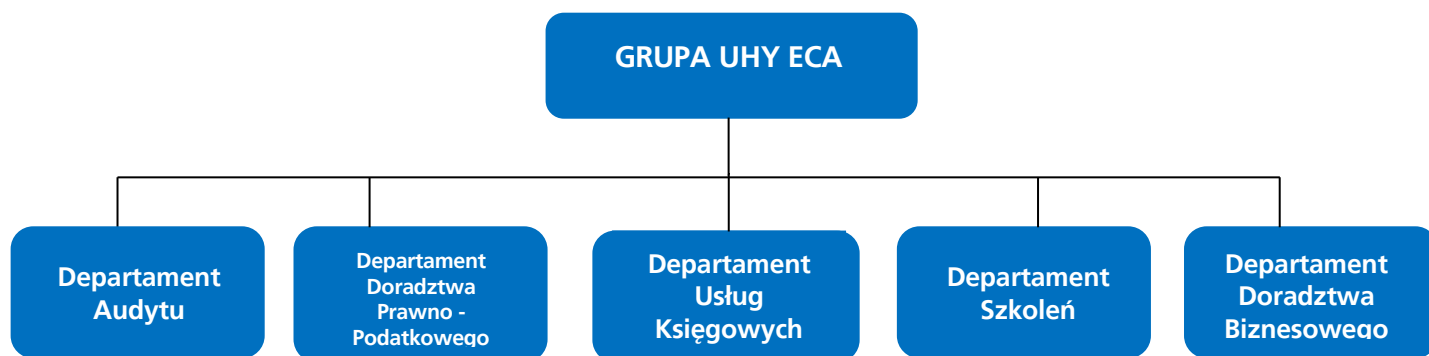 GRUPA UHY ECA
Departament
Audytu
Departament
Doradztwa
Prawno -
Podatkowego
Departament
Usług
Księgowych
Departament
Szkoleń
Departament
Doradztwa
Biznesowego